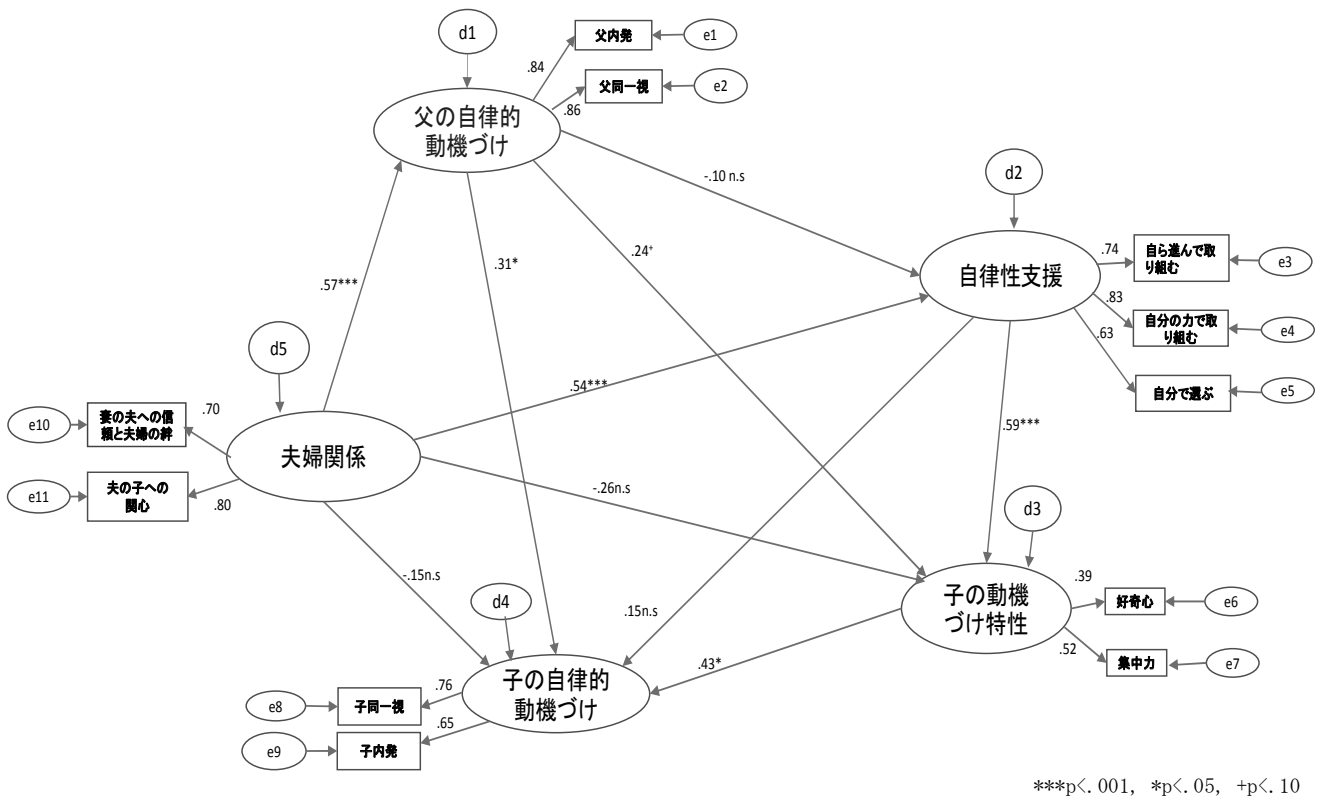 d1
父内発
e1
.84
父同一視
e2
.86
父の自律的
動機づけ
d2
-.10 n.s
.24⁺
.31*
.57***
自律性支援
.74
自ら進んで取
り組む
e3
.83
自分の力で取
り組む
e4
.63
自分で選ぶ
e5
d5
.54***
.59***
e10
妻の夫への信
頼と夫婦の絆
.70
夫婦関係
e11
夫の子への
関心
.80
-.26n.s
d3
-.15n.s
d4
.15n.s
子の動機
づけ特性
.39
好奇心
e6
.52
集中力
e7
.43*
子の自律的
動機づけ
e8
子同一視
.76
e9
子内発
.65
***p<.001, *p<.05, +p<.10